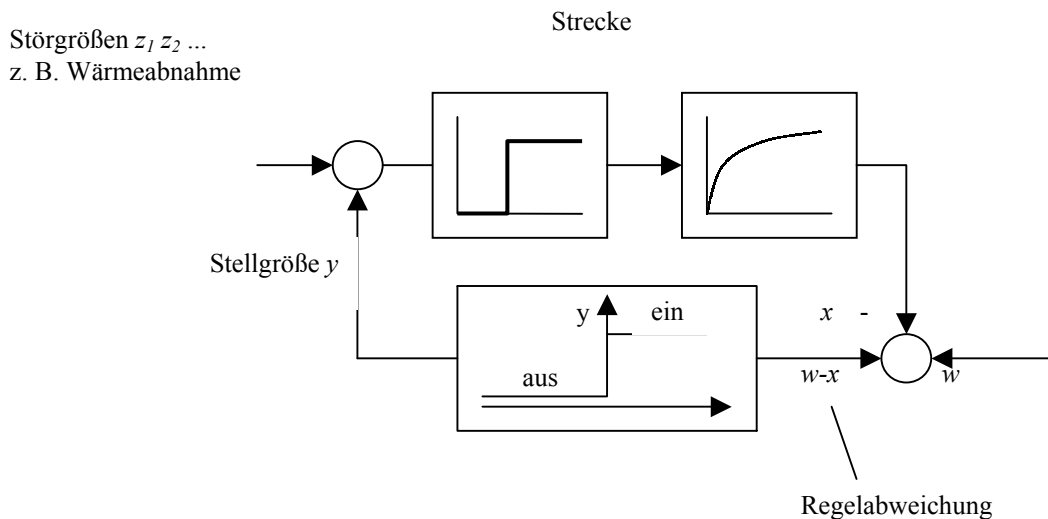 Strecke
Störgrößen z1 z2 ...
z. B. Wärmeabnahme
Stellgröße y
y ein
aus
x -
w-x
w
Regelabweichung